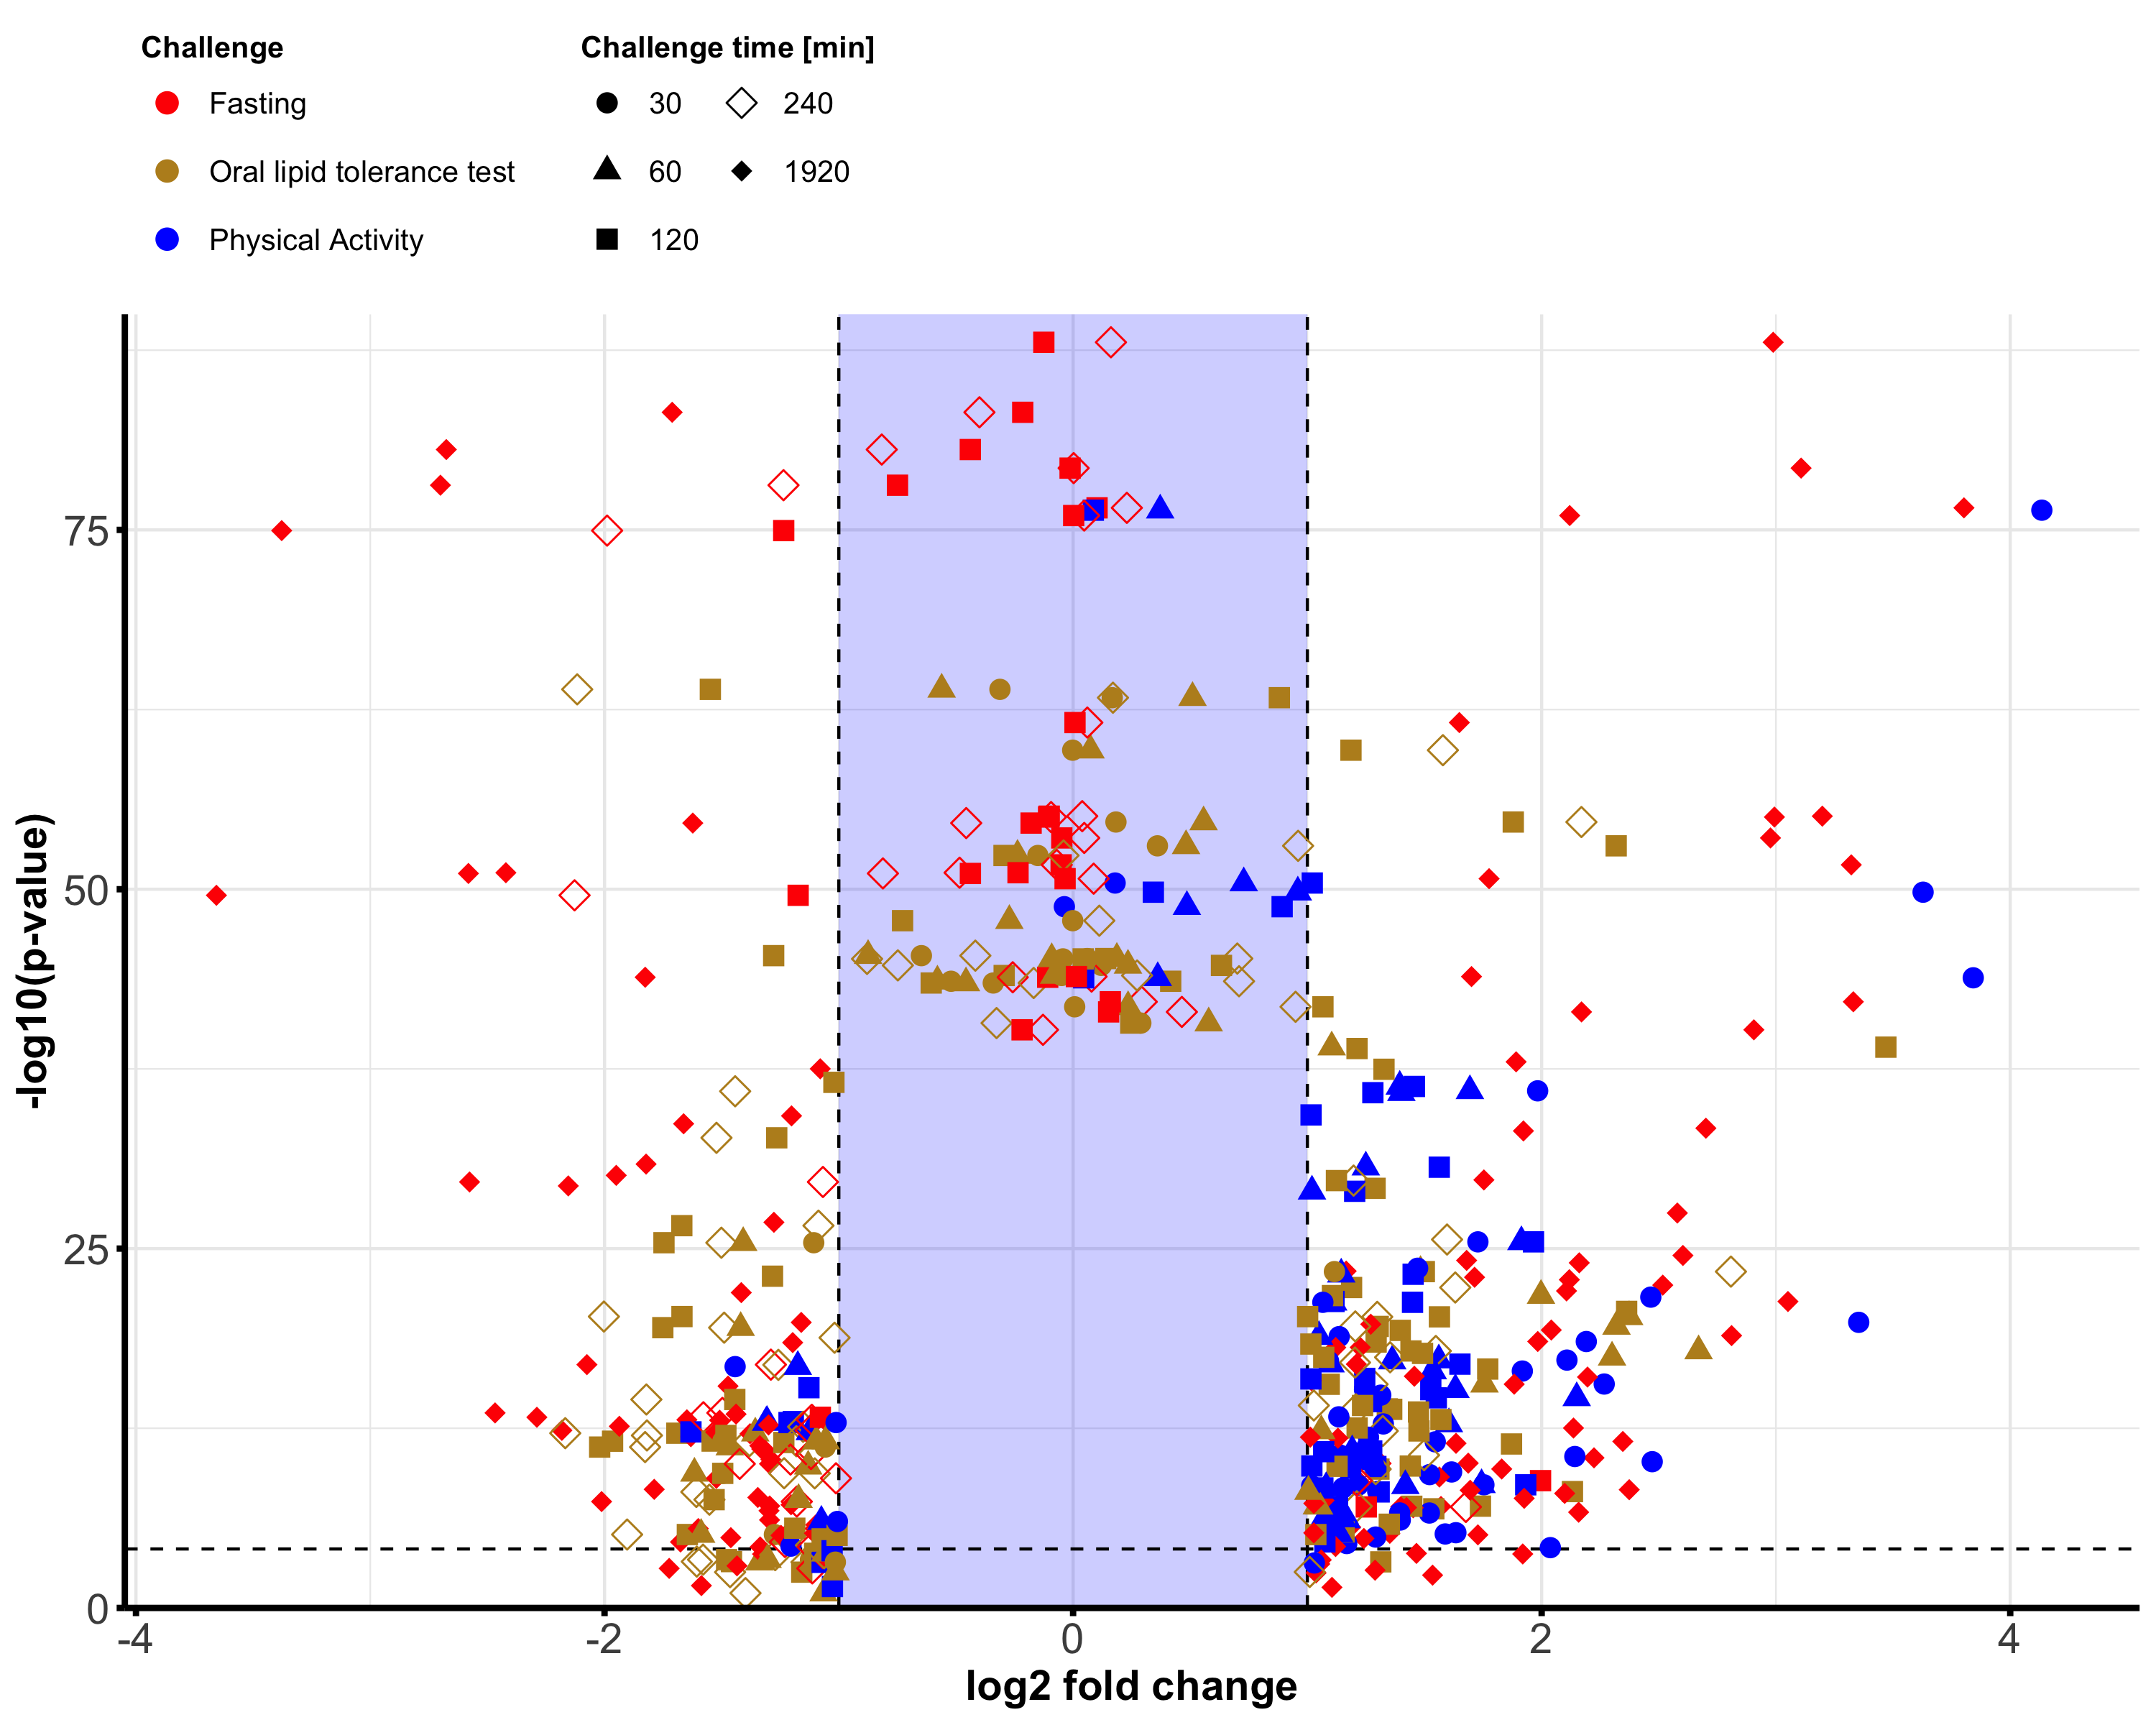 Challenge
Fasting
Oral lipid tolerance test
Physical Activity
Challenge time [min]
30
60
120
240
1920
-log10(p-value)
75
50
25
0
-4
-2
0
2
4
log2 fold change